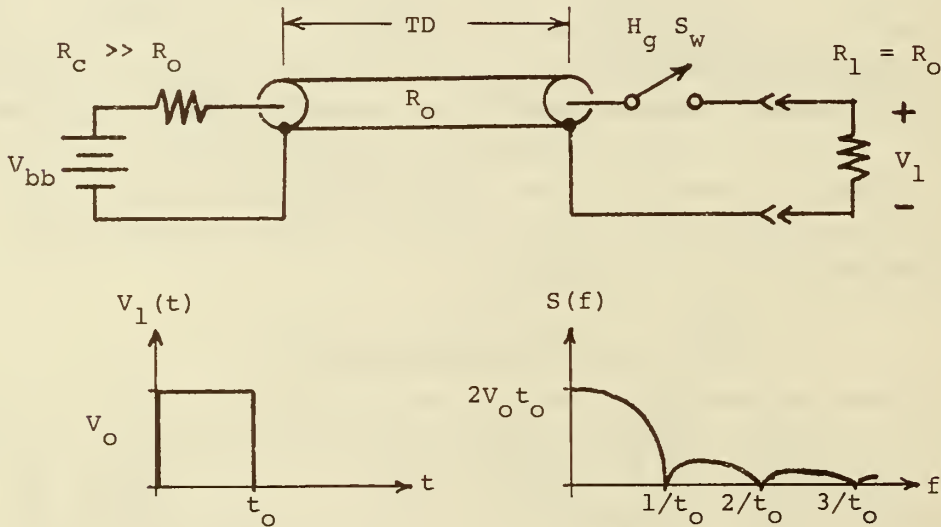 TD
H_g S_w
R_c >> R_o
R_l = R_o
R_o
+
V_bb
V_l
-
V_l(t)
S(f)
2V_o t_o
V_o
t
f
t_o
1/t_o 2/t_o 3/t_o